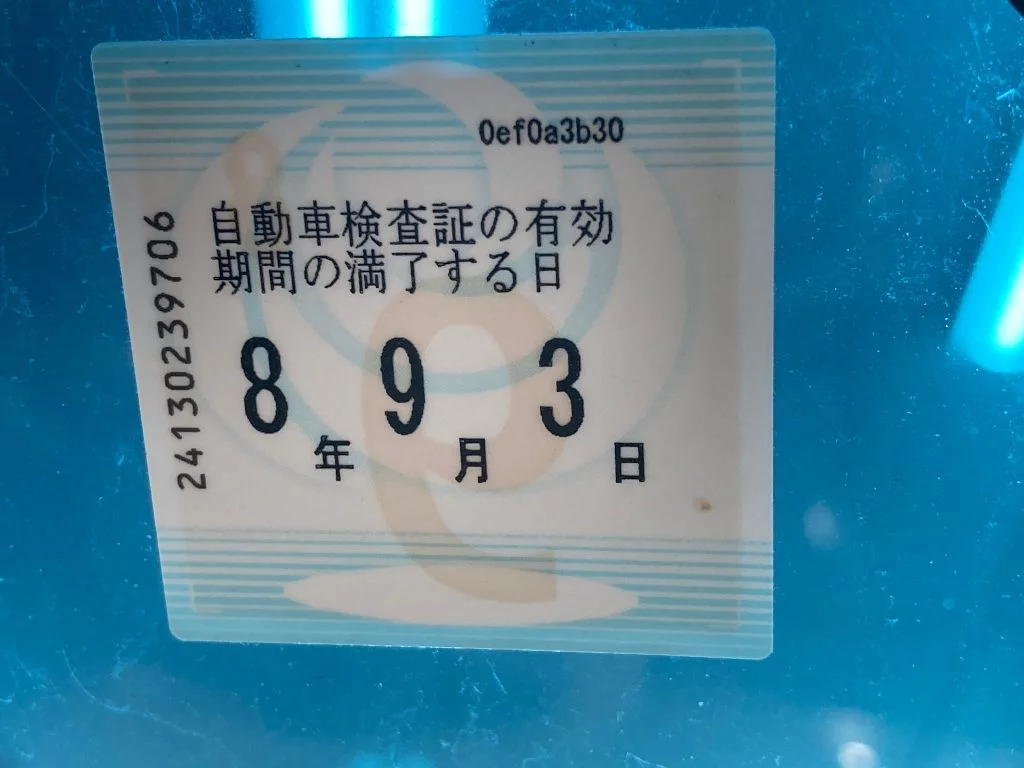 0ef0a3b30
自動車検査証の有効
期間の満了する日
8年 9月 3日
241302239706